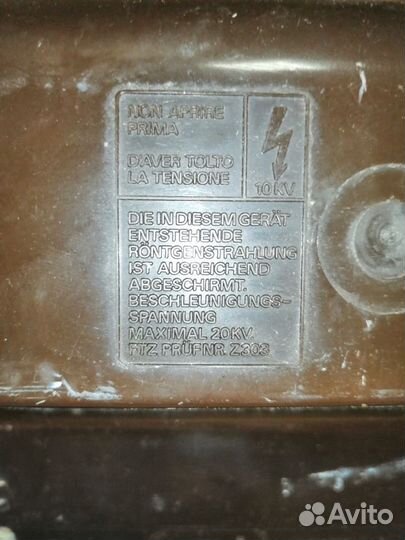 NON APRIRE
PRIMA
D'AVER TOLTO
LA TENSIONE
10 KV
DIE IN DIESEM GERÄT
ENTSTEHENDE
RÖNTGENSTRAHLUNG
IST AUSREICHEND
ABGESCHIRMT.
BESCHLEUNIGUNGS-
SPANNUNG
MAXIMAL 20KV.
FTZ PRÜFNR. Z303
Avito